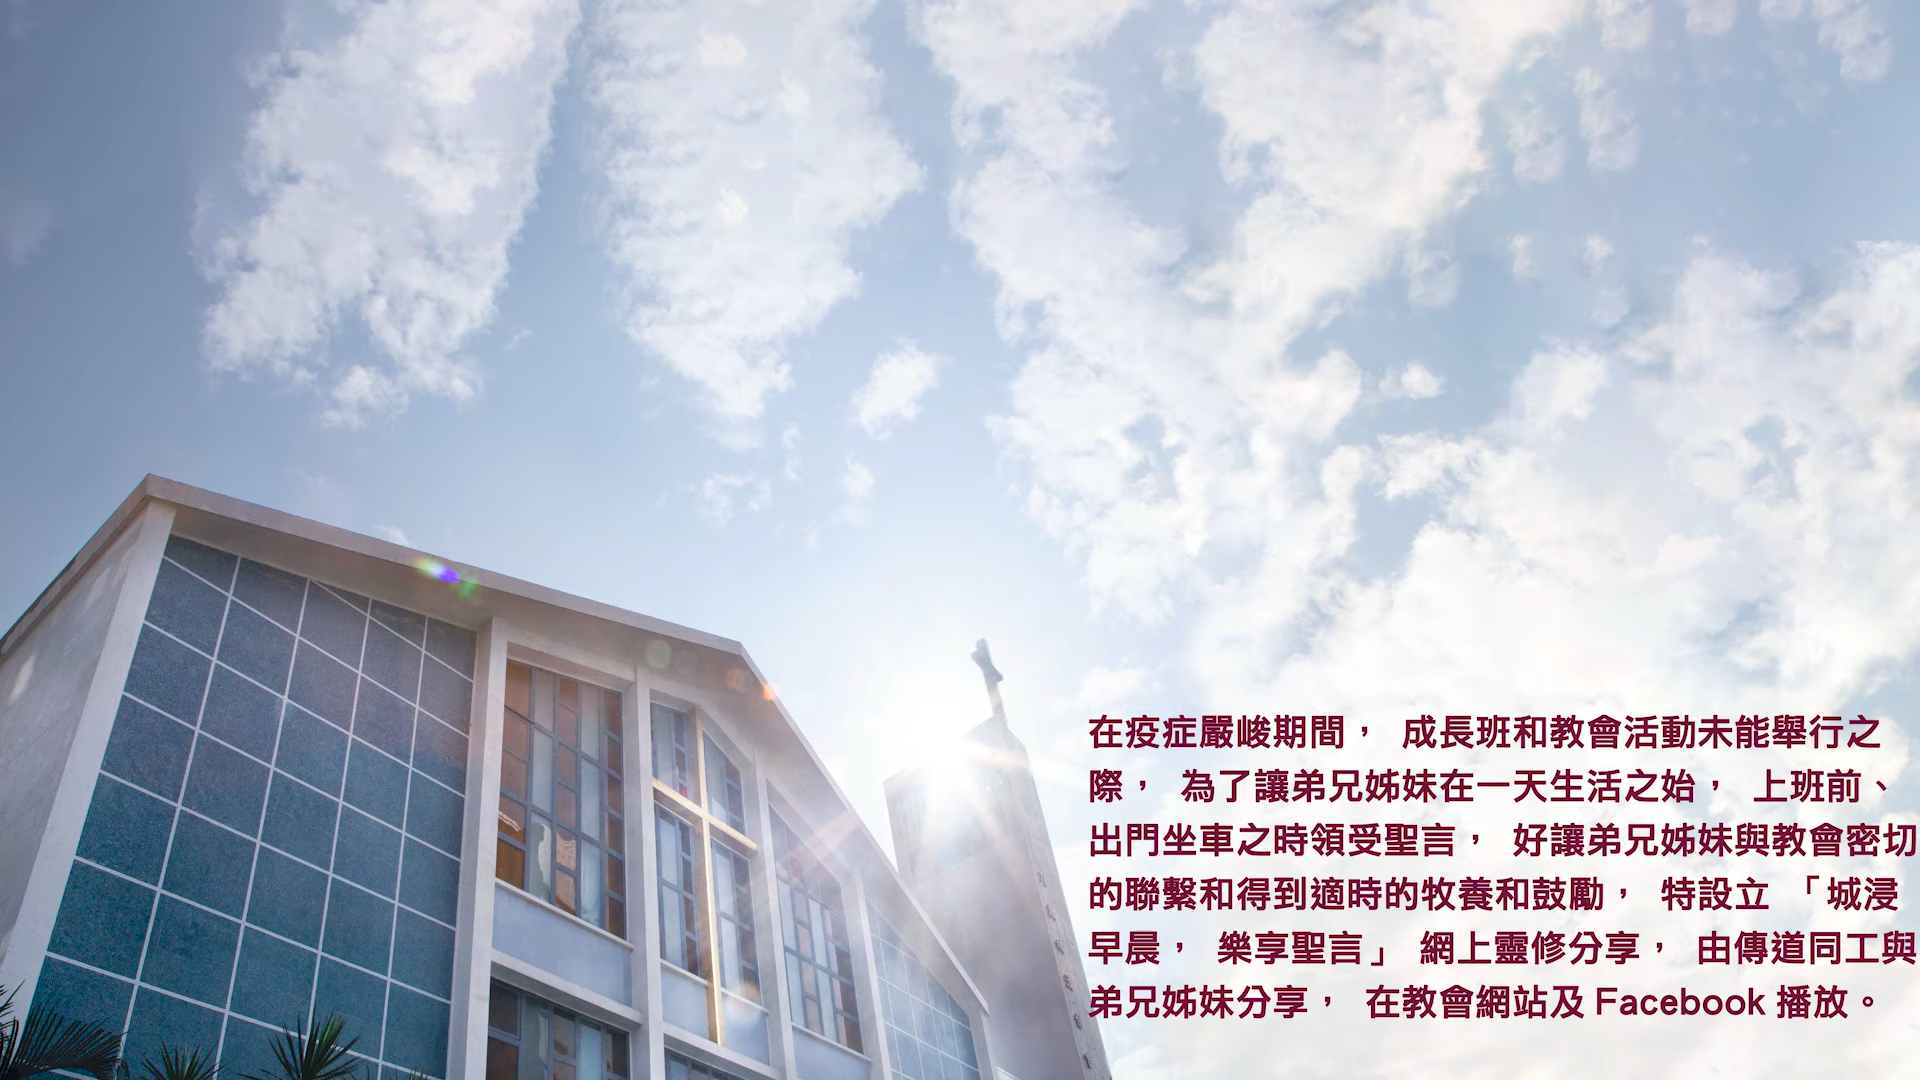 在疫症嚴峻期間， 成長班和教會活動未能舉行之
際， 為了讓弟兄姊妹在一天生活之始， 上班前、
出門坐車之時領受聖言， 好讓弟兄姊妹與教會密切
的聯繫和得到適時的牧養和鼓勵， 特設立 「城浸
早晨， 樂享聖言」 網上靈修分享， 由傳道同工與
弟兄姊妹分享， 在教會網站及 Facebook 播放。